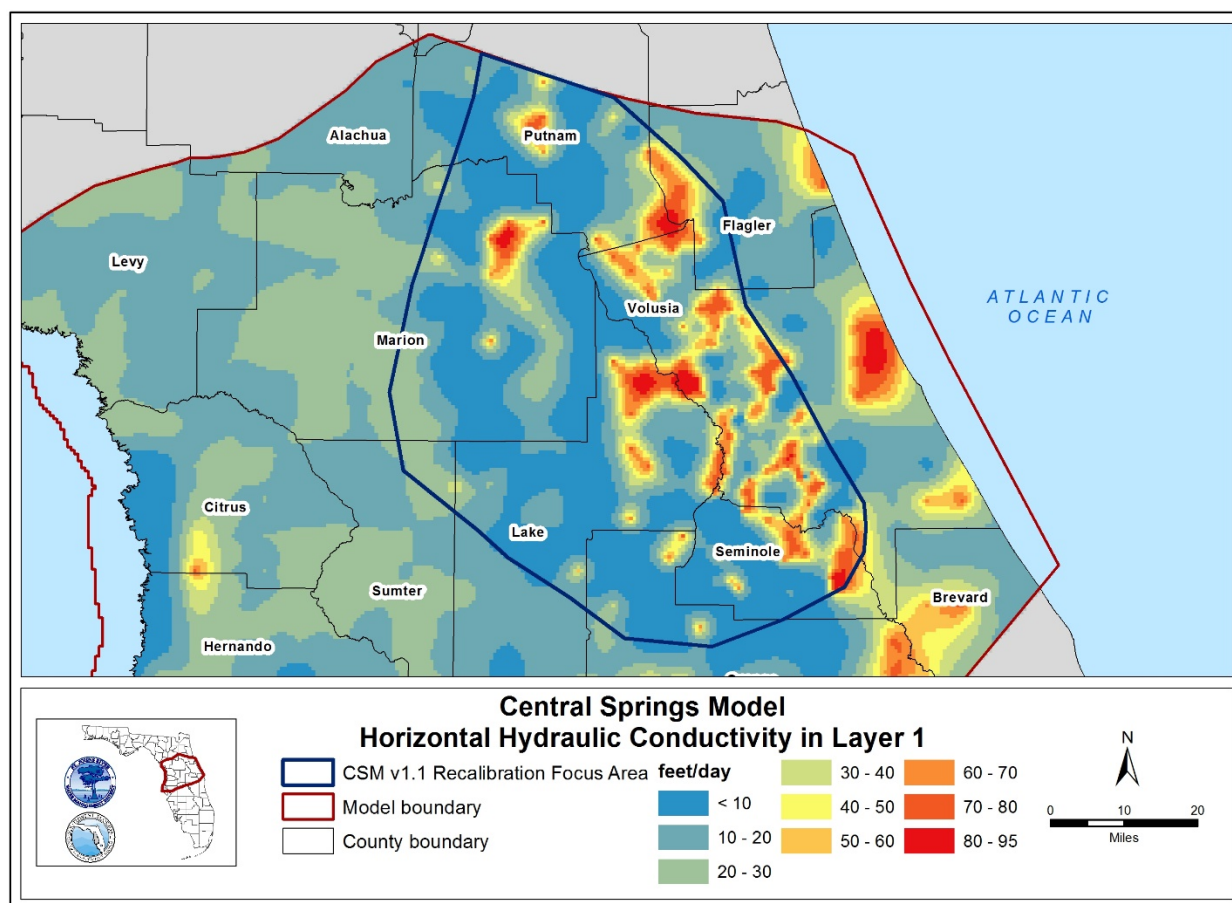 Alachua
Putnam
Flagler
Levy
Volusia
ATLANTIC
OCEAN
Marion
Citrus
Lake
Seminole
Sumter
Brevard
Hernando
Central Springs Model
Horizontal Hydraulic Conductivity in Layer 1
CSM v1.1 Recalibration Focus Area
Model boundary
County boundary
feet/day
< 10
10 - 20
20 - 30
30 - 40
40 - 50
50 - 60
60 - 70
70 - 80
80 - 95
N
0 10 20
Miles